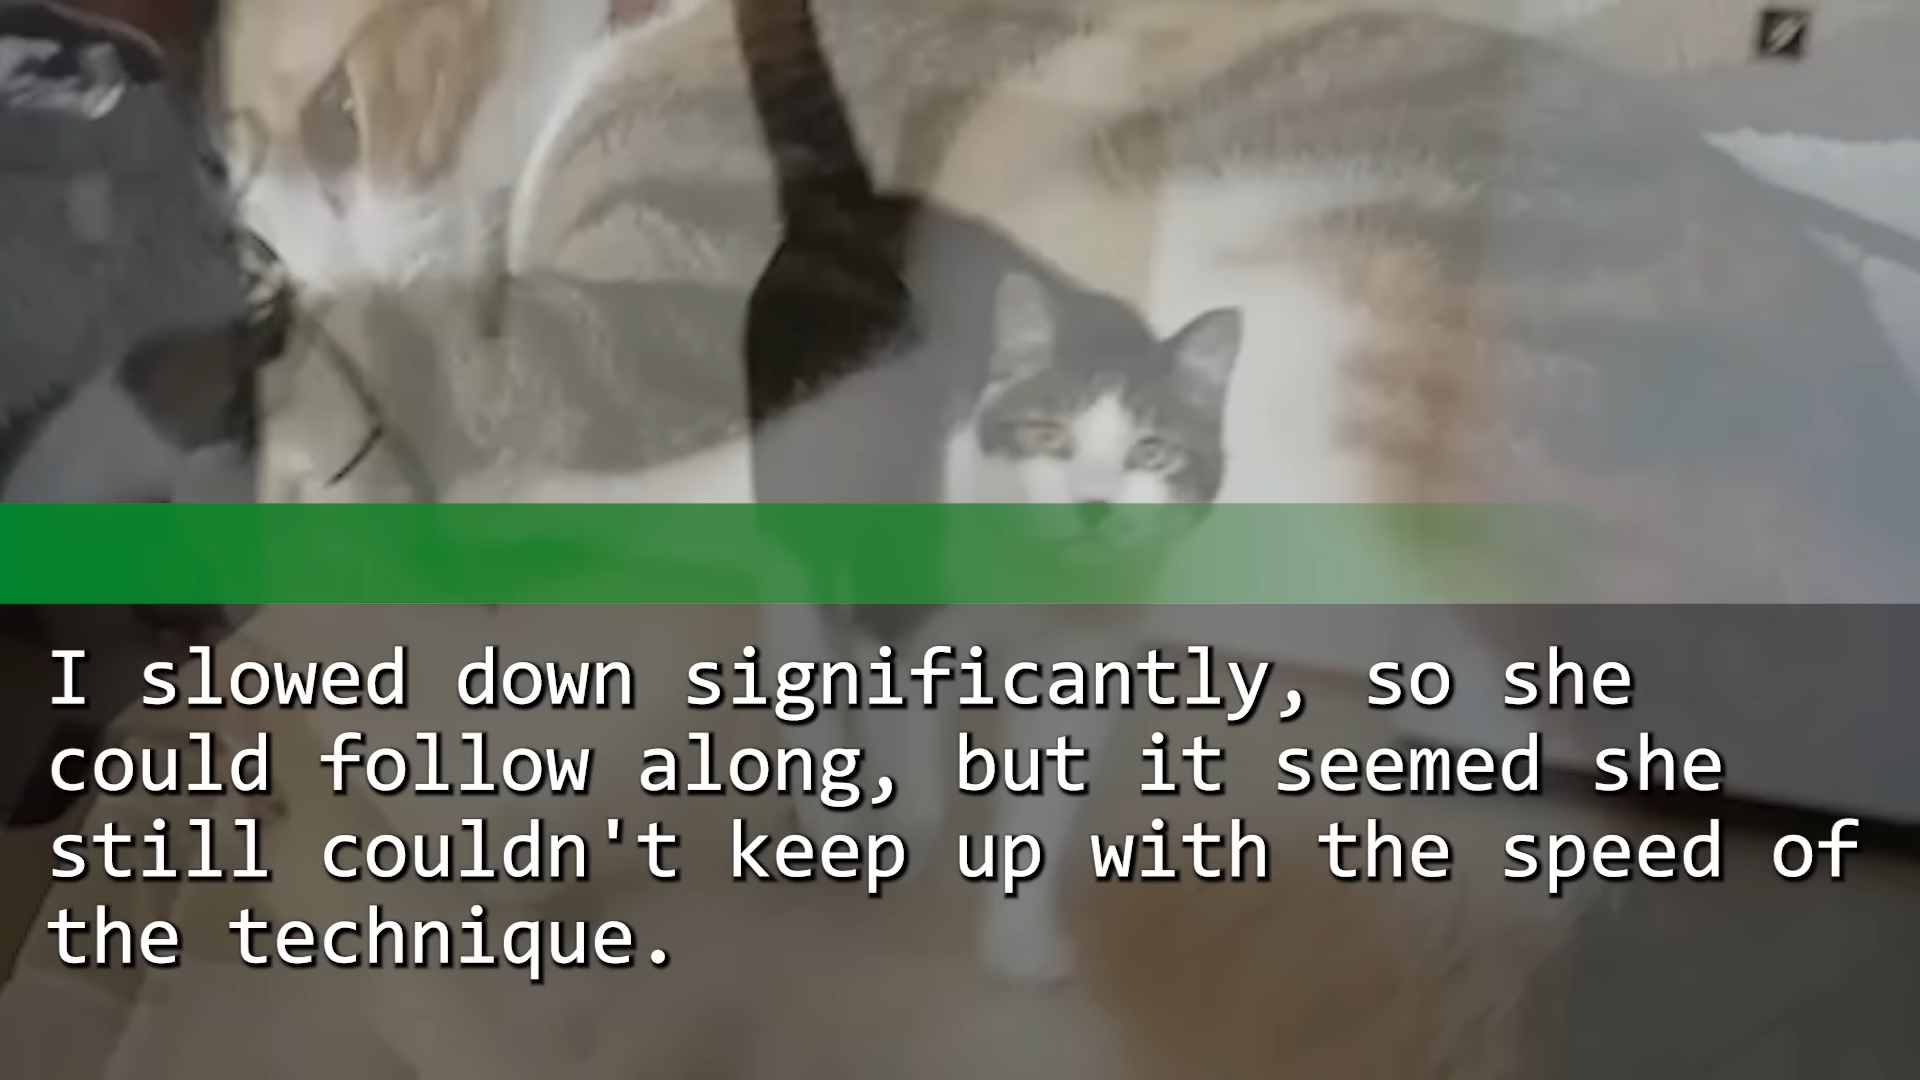 I slowed down significantly, so she
could follow along, but it seemed she
still couldn't keep up with the speed of
the technique.